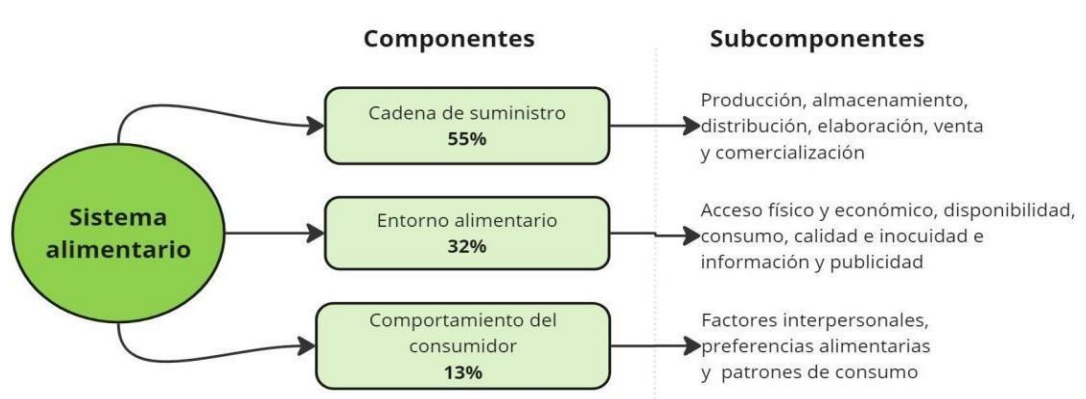 Componentes
Subcomponentes
Sistema
alimentario
Cadena de suministro
55%
Producción, almacenamiento,
distribución, elaboración, venta
y comercialización
Entorno alimentario
32%
Acceso físico y económico, disponibilidad,
consumo, calidad e inocuidad e
información y publicidad
Comportamiento del
consumidor
13%
Factores interpersonales,
preferencias alimentarias
y patrones de consumo